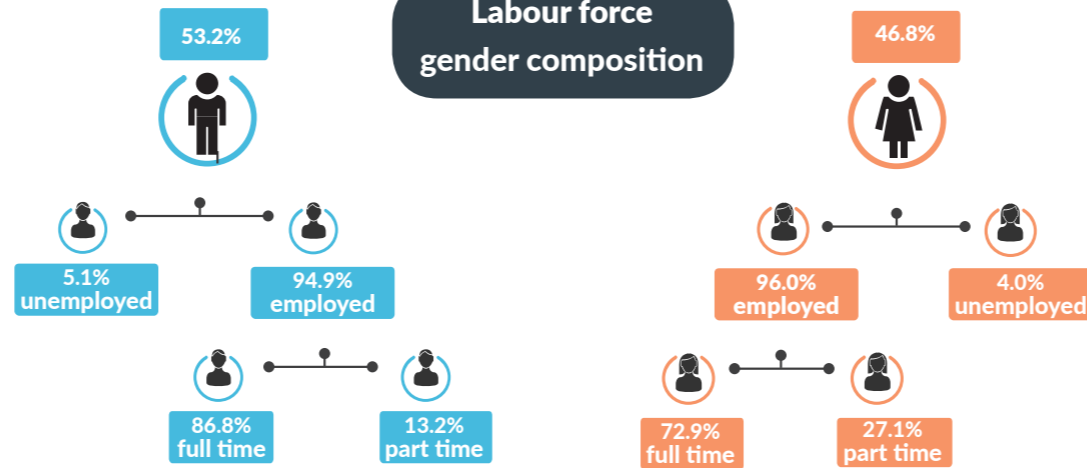 Labour force
gender composition
53.2%
46.8%
5.1%
unemployed
94.9%
employed
96.0%
employed
4.0%
unemployed
86.8%
full time
13.2%
part time
72.9%
full time
27.1%
part time